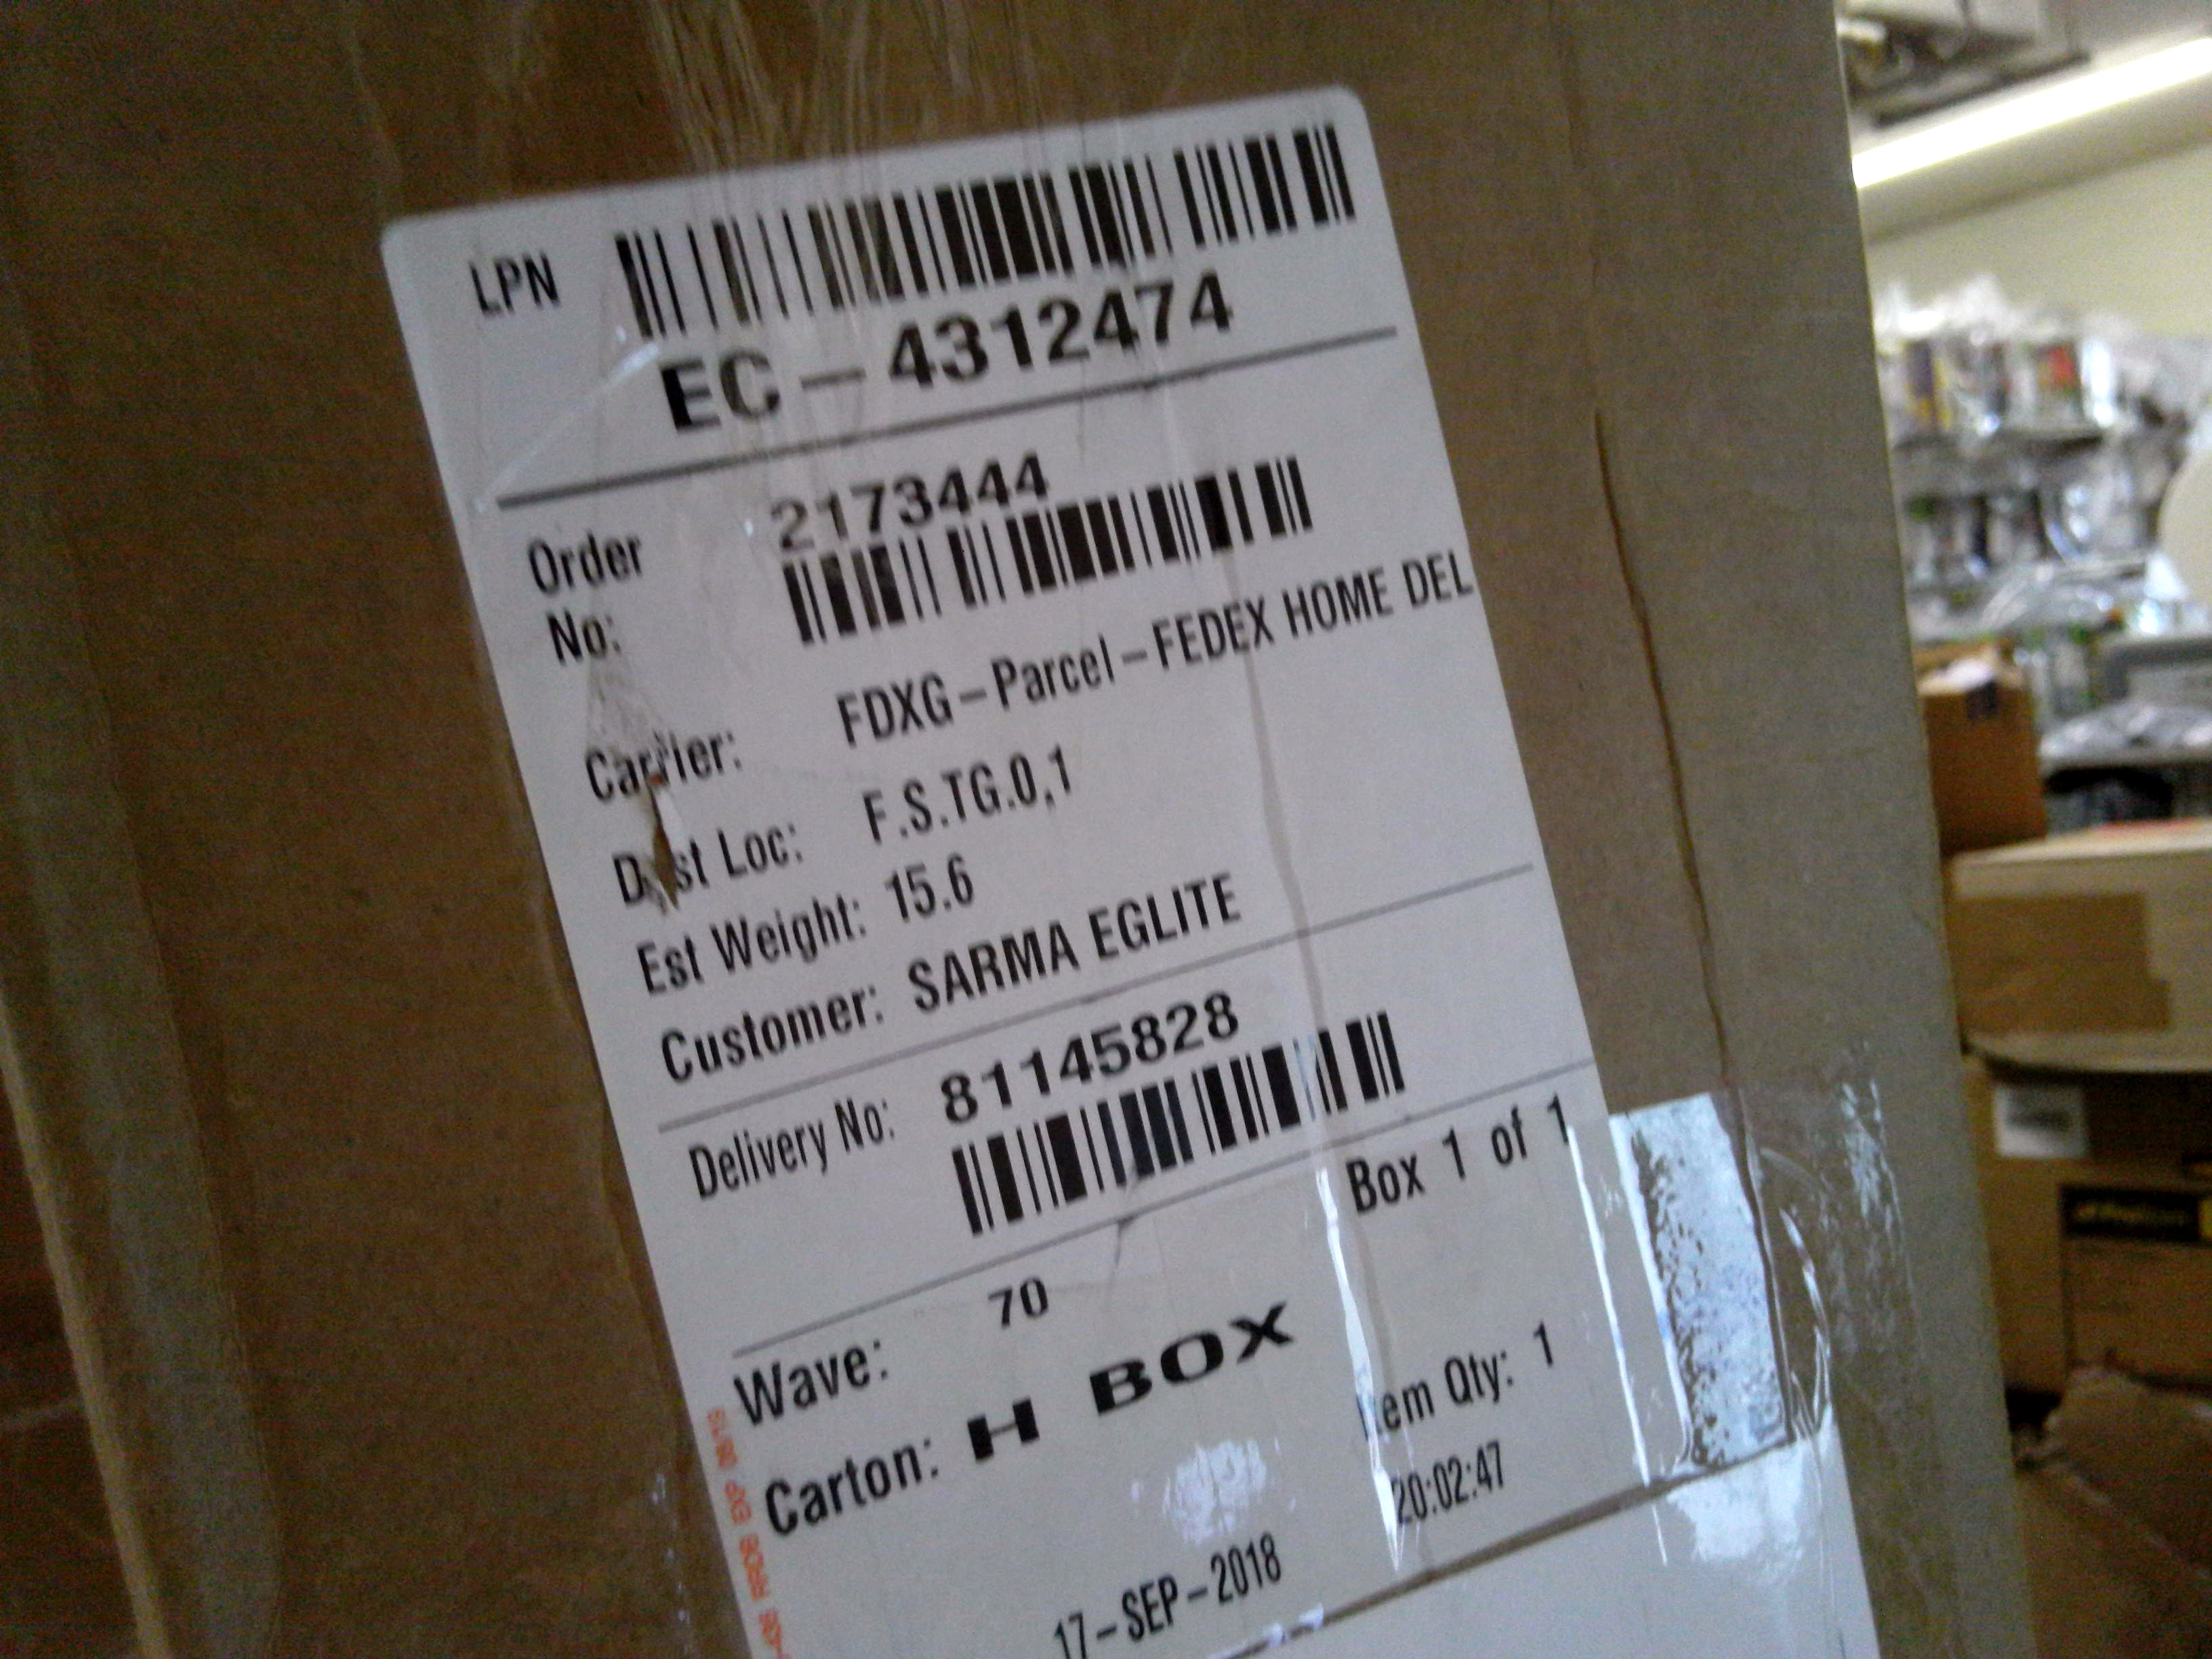 LPN
EC-4312474
Order No: 2173444
Carrier: FDXG-Parcel-FEDEX HOME DEL
Dest Loc: F.S.TG.0,1
Est Weight: 15.6
Customer: SARMA EGLITE
Delivery No: 81145828
Box 1 of 1
Wave: 70
Carton: H BOX
Item Qty: 1
17-SEP-2018 20:02:47